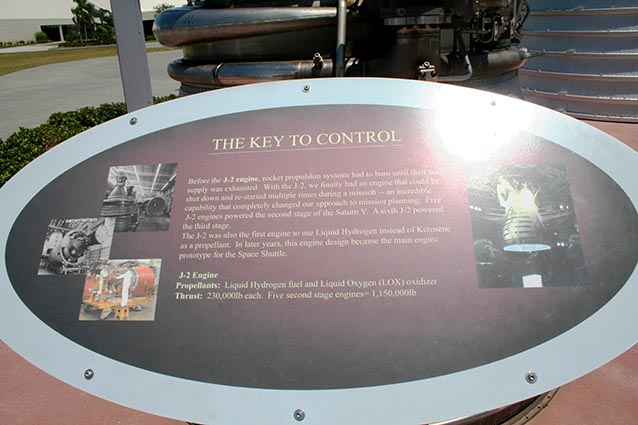 THE KEY TO CONTROL
Before the J-2 engine, rocket propulsion systems had to burn until their fuel
supply was exhausted. With the J-2, we finally had an engine that could be
shut down and re-started multiple times during a mission -- an incredible
capability that completely changed our approach to mission planning. Five
J-2 engines powered the second stage of the Saturn V. A sixth J-2 powered
the third stage.
The J-2 was also the first engine to use Liquid Hydrogen instead of Kerosene
as a propellant. In later years, this engine design became the main engine
prototype for the Space Shuttle.
J-2 Engine
Propellants: Liquid Hydrogen fuel and Liquid Oxygen (LOX) oxidizer
Thrust: 230,000lb each. Five second stage engines= 1,150,000lb